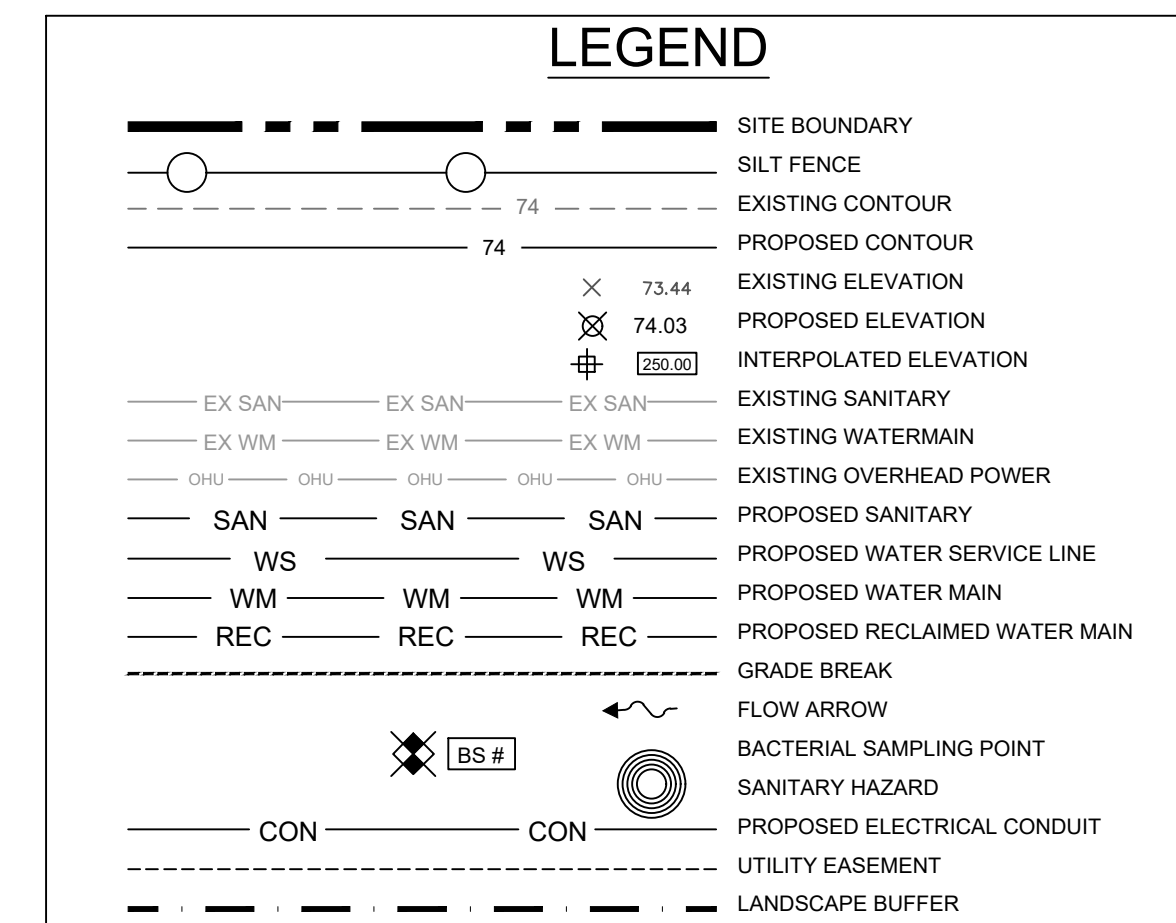 LEGEND
SITE BOUNDARY
SILT FENCE
74 EXISTING CONTOUR
74 PROPOSED CONTOUR
73.44 EXISTING ELEVATION
74.03 PROPOSED ELEVATION
250.00 INTERPOLATED ELEVATION
EX SAN EX SAN EX SAN EXISTING SANITARY
EX WM EX WM EX WM EXISTING WATERMAIN
OHU OHU OHU OHU OHU EXISTING OVERHEAD POWER
SAN SAN SAN PROPOSED SANITARY
WS WS PROPOSED WATER SERVICE LINE
WM WM WM PROPOSED WATER MAIN
REC REC REC PROPOSED RECLAIMED WATER MAIN
GRADE BREAK
FLOW ARROW
BS # BACTERIAL SAMPLING POINT
SANITARY HAZARD
CON CON PROPOSED ELECTRICAL CONDUIT
UTILITY EASEMENT
LANDSCAPE BUFFER